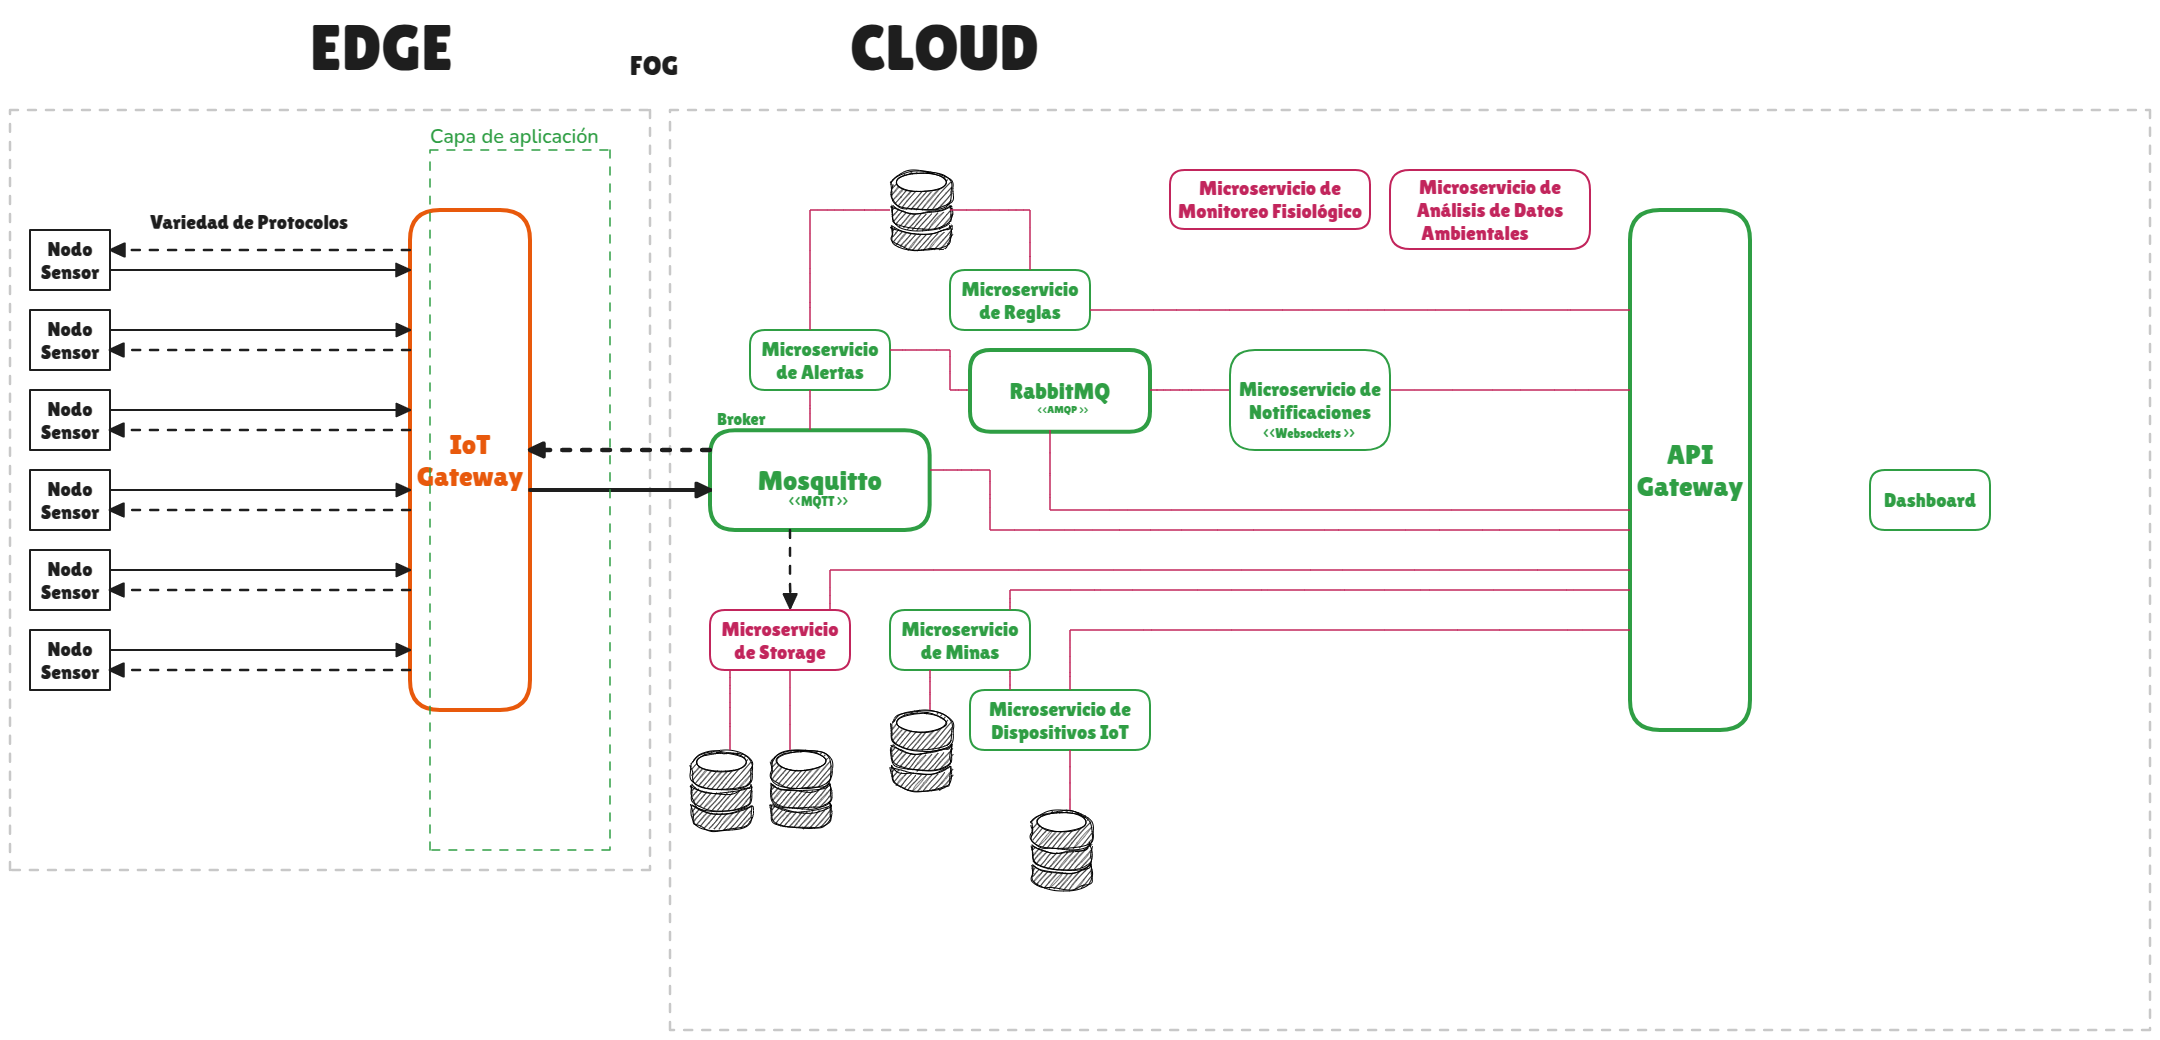 EDGE
FOG
CLOUD
Capa de aplicación
Variedad de Protocolos
Nodo
Sensor
Nodo
Sensor
Nodo
Sensor
Nodo
Sensor
Nodo
Sensor
Nodo
Sensor
IoT
Gateway
Microservicio de
Monitoreo Fisiológico
Microservicio de
Análisis de Datos
Ambientales
Microservicio
de Reglas
Microservicio
de Alertas
RabbitMQ
<<AMQP >>
Microservicio de
Notificaciones
<<Websockets >>
Broker
Mosquitto
<<MQTT>>
API
Gateway
Dashboard
Microservicio
de Storage
Microservicio
de Minas
Microservicio de
Dispositivos IoT